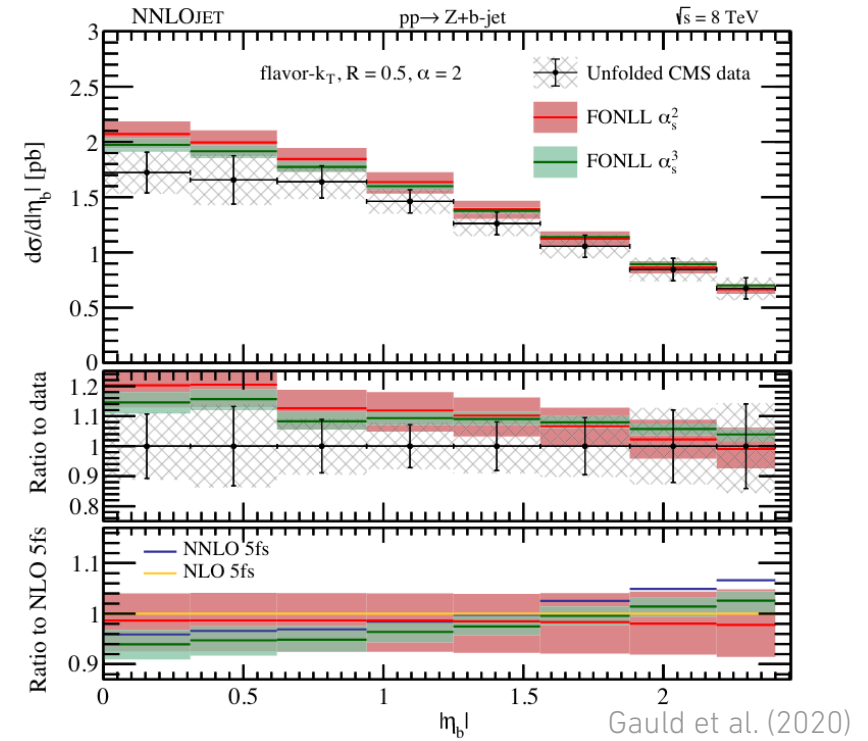 NNLOJET pp→ Z+b-jet √s = 8 TeV
3
flavor-k_T, R = 0.5, α = 2
Unfolded CMS data
2.5
FONLL α_s^2
2
FONLL α_s^3
1.5
1
0.5
0
dσ/d|η_b| [pb]
1.2
1.1
1
0.9
0.8
Ratio to data
NNLO 5fs
NLO 5fs
1.1
1
0.9
Ratio to NLO 5fs
0 0.5 1 1.5 2
|η_b|
Gauld et al. (2020)